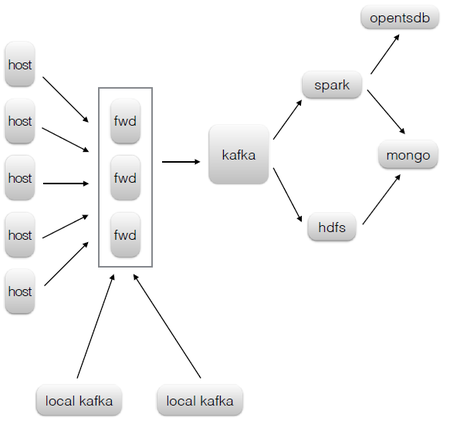 opentsdb
host
spark
host
fwd
kafka
mongo
host
fwd
host
fwd
hdfs
host
local kafka
local kafka